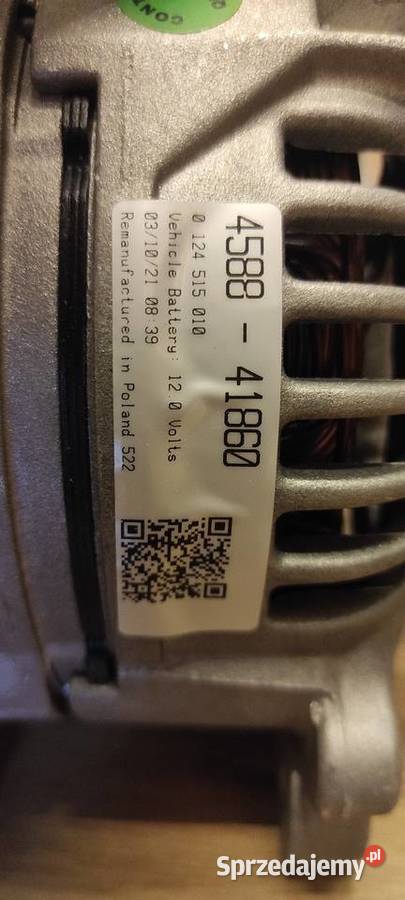 CONT
4588 - 41860
0 124 515 010
Vehicle Battery: 12.0 Volts
03/10/21 08:39
Remanufactured in Poland 522
Sprzedajemy.pl